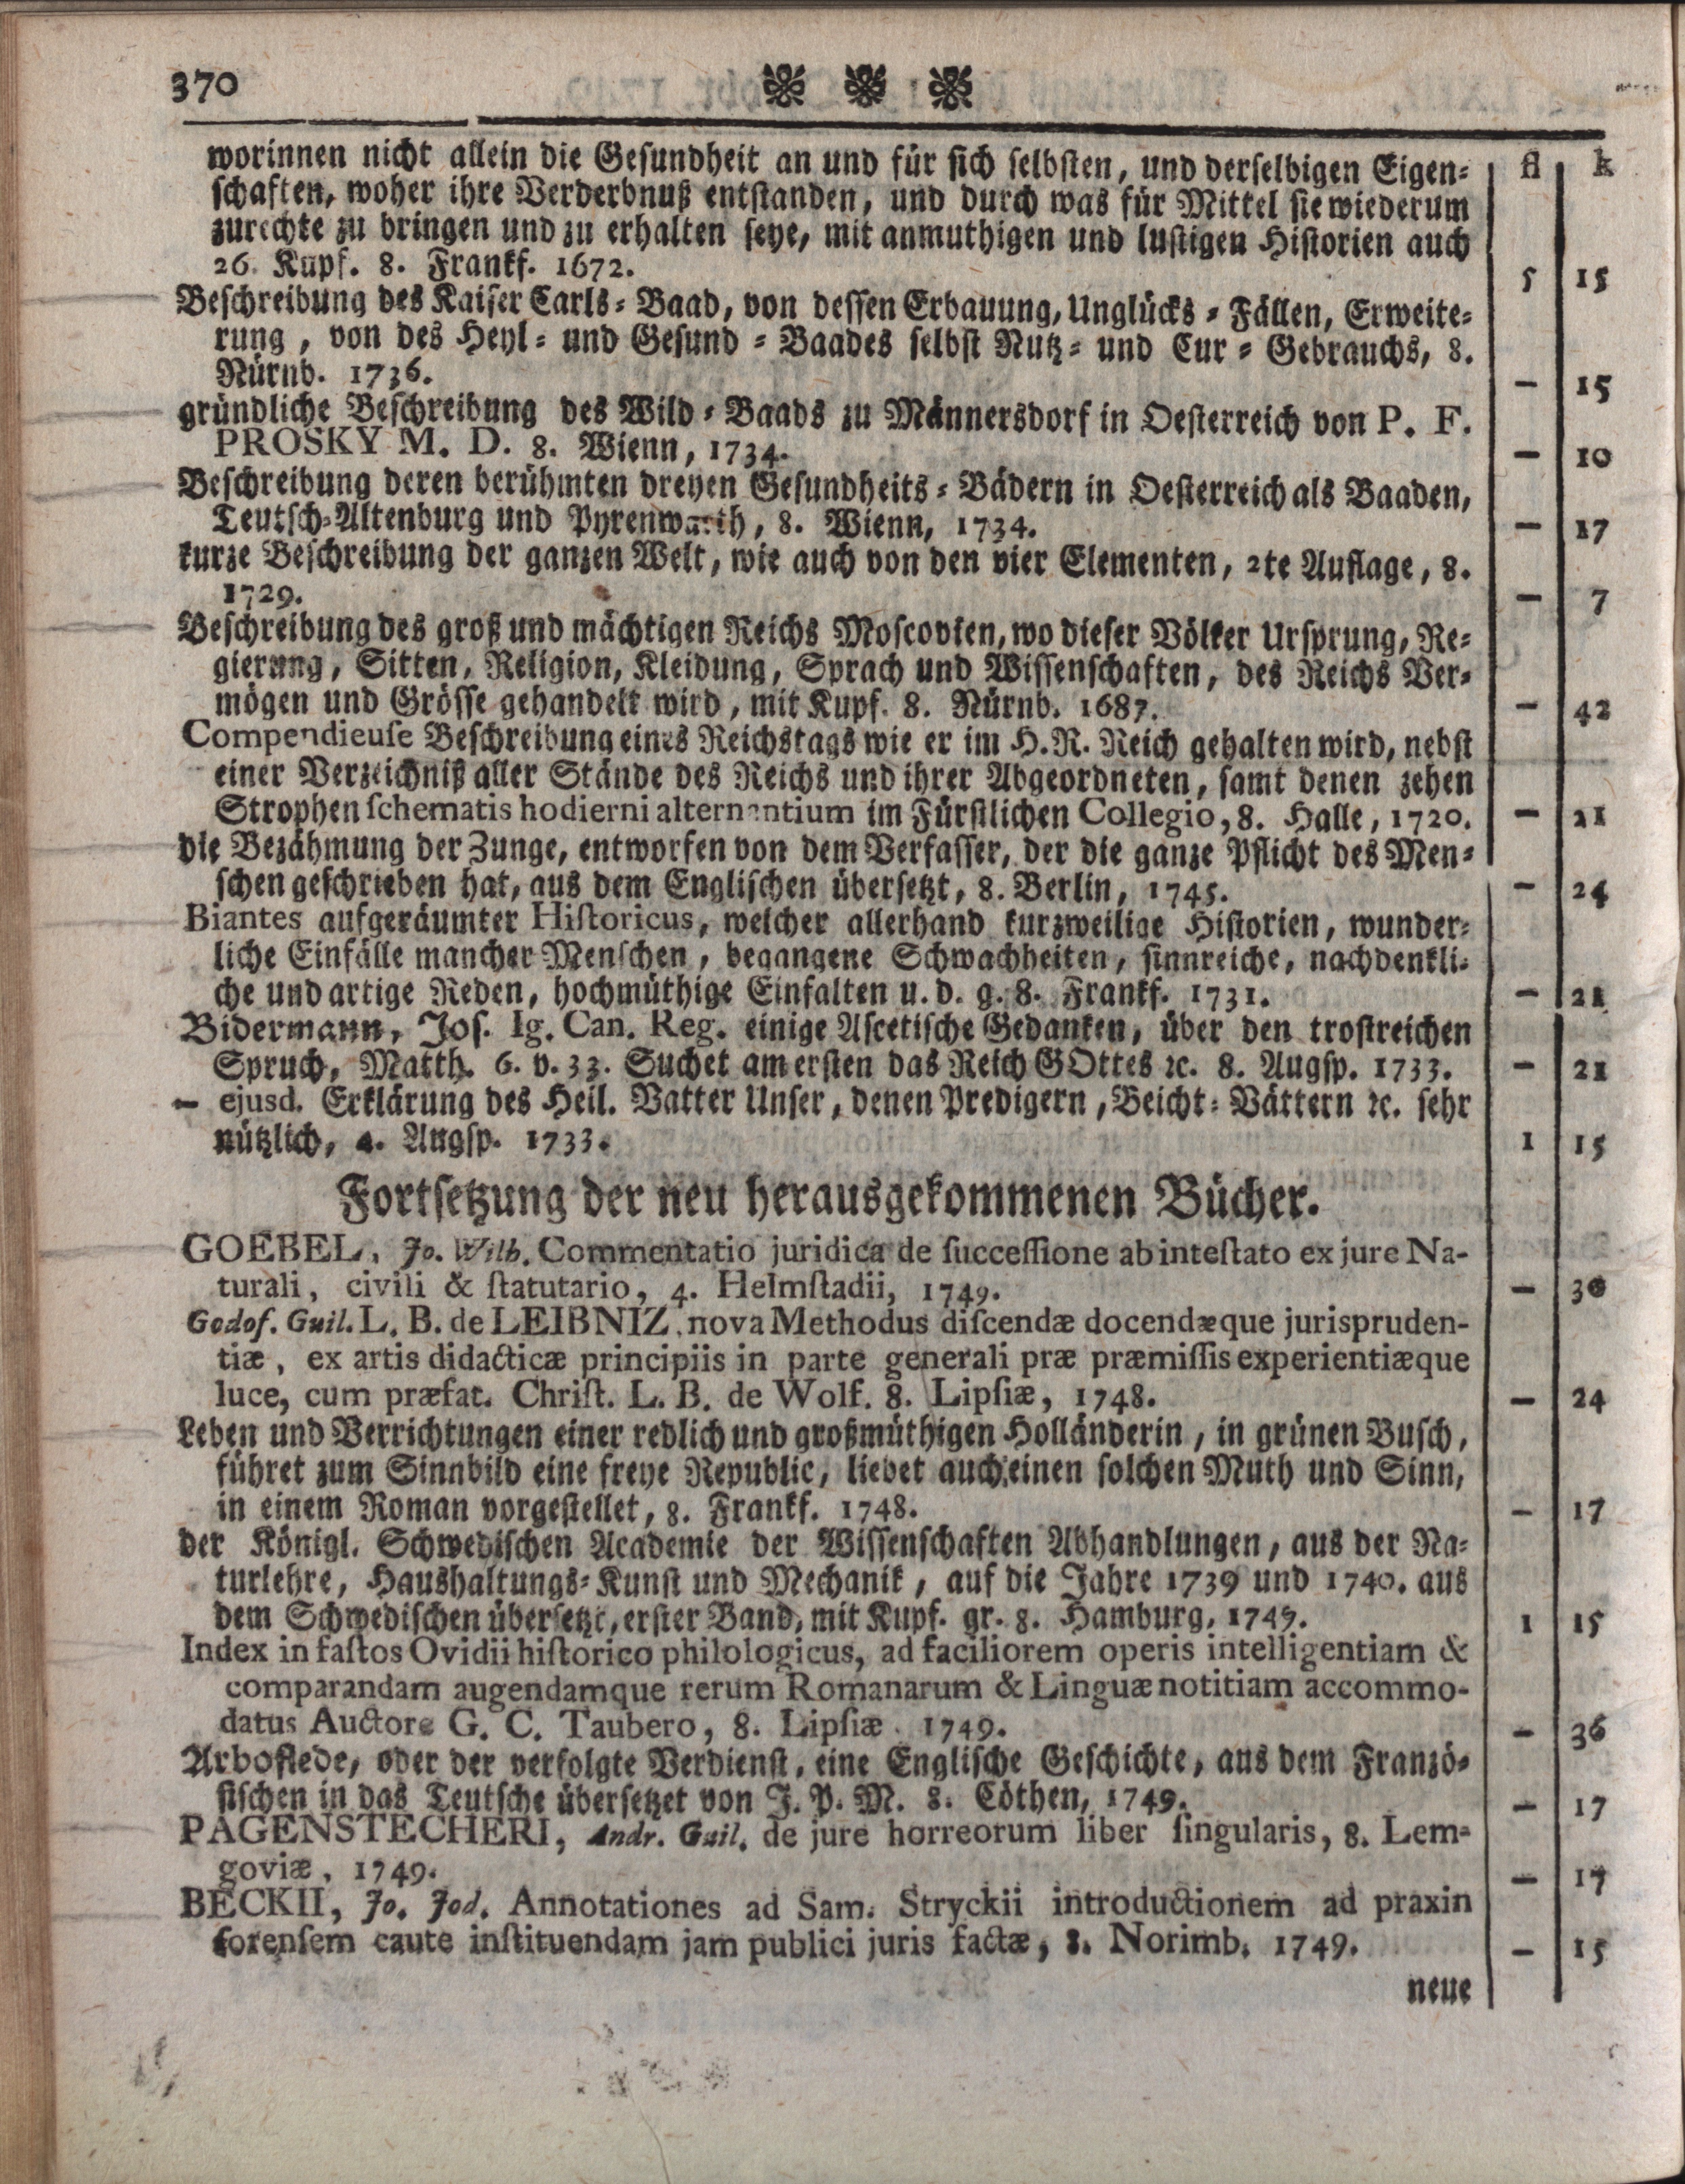 370
worinnen nicht allein die Gesundheit an und für sich selbsten, und derselbigen Eigen= fl k
schaften, woher ihre Verderbnuß entstanden, und durch was für Mittel sie wiederum
zurechte zu bringen und zu erhalten seye, mit anmuthigen und lustigen Historien auch
26. Kupf. 8. Frankf. 1672. 5 15
Beschreibung des Kaiser Carls=Baad, von dessen Erbauung, Unglücks=Fällen, Erweite=
rung, von des Heyl= und Gesund=Baades selbst Nutz= und Cur=Gebrauchs, 8.
Nürnb. 1736. — 15
gründliche Beschreibung des Wild=Baads zu Männersdorf in Oesterreich von P. F.
PROSKY M. D. 8. Wienn, 1734. — 10
Beschreibung deren berühmten dreyen Gesundheits=Bädern in Oesterreich als Baaden,
Teutsch=Altenburg und Pyrenwarth, 8. Wienn, 1734. — 17
kurze Beschreibung der ganzen Welt, wie auch von den vier Elementen, 2te Auflage, 8.
1729. — 7
Beschreibung des groß und mächtigen Reichs Moscovien, wo dieser Völker Ursprung, Re=
gierung, Sitten, Religion, Kleidung, Sprach und Wissenschaften, des Reichs Ver=
mögen und Grösse gehandelt wird, mit Kupf. 8. Nürnb. 1687. — 42
Compendieuse Beschreibung eines Reichstags wie er im H. R. Reich gehalten wird, nebst
einer Verzeichniß aller Stände des Reichs und ihrer Abgeordneten, samt denen zehen
Strophen ſchematis hodierni alternantium im Fürstlichen Collegio, 8. Halle, 1720. — 21
die Bezähmung der Zunge, entworfen von dem Verfasser, der die ganze Pflicht des Men=
schen geschrieben hat, aus dem Englischen übersetzt, 8. Berlin, 1745. — 24
Biantes aufgeräumter Hiſtoricus, welcher allerhand kurzweilige Historien, wunder=
liche Einfälle mancher Menschen, begangene Schwachheiten, sinnreiche, nachdenkli=
che und artige Reden, hochmüthige Einfalten u. d. g. 8. Frankf. 1731. — 21
Bidermann, Jos. Ig. Can. Reg. einige Ascetische Gedanken, über den trostreichen
Spruch, Matth. 6. v. 33. Suchet am ersten das Reich GOttes ꝛc. 8. Augsp. 1733. — 21
— ejusd. Erklärung des Heil. Vatter Unser, denen Predigern, Beicht=Vättern ꝛc. sehr
nützlich, 4. Augsp. 1733. 1 15
Fortsetzung der neu herausgekommenen Bücher.
GOEBEL, Jo. Wilh. Commentatio juridica de ſucceſſione ab inteſtato ex jure Na-
turali, civili & ſtatutario, 4. Helmſtadii, 1749. — 30
Godof. Guil. L. B. de LEIBNIZ, nova Methodus diſcendæ docendæque jurispruden-
tiæ, ex artis didacticæ principiis in parte generali præ præmiſſis experientiæque
luce, cum præfat. Chriſt. L. B. de Wolf. 8. Lipſiæ, 1748. — 24
Leben und Verrichtungen einer redlich und großmüthigen Holländerin, in grünen Busch,
führet zum Sinnbild eine freye Republic, liebet auch einen solchen Muth und Sinn,
in einem Roman vorgestellet, 8. Frankf. 1748. — 17
der Königl. Schwedischen Academie der Wissenschaften Abhandlungen, aus der Na=
turlehre, Haushaltungs=Kunst und Mechanik, auf die Jahre 1739 und 1740. aus
dem Schwedischen übersetzt, erster Band, mit Kupf. gr. 8. Hamburg, 1749. 1 15
Index in faſtos Ovidii hiſtorico philologicus, ad faciliorem operis intelligentiam &
comparandam augendamque rerum Romanarum & Linguæ notitiam accommo-
datus Auctore G. C. Taubero, 8. Lipſiæ. 1749. — 36
Arboflede, oder der verfolgte Verdienst, eine Englische Geschichte, aus dem Franzö=
sischen in das Teutsche übersetzet von J. P. M. 8. Cöthen, 1749. — 17
PAGENSTECHERI, Andr. Guil. de jure horreorum liber ſingularis, 8. Lem-
goviæ, 1749. — 17
BECKII, Jo. Jod. Annotationes ad Sam. Stryckii introductionem ad praxin
forenſem caute inſtituendam jam publici juris factæ, 8. Norimb. 1749. — 15
neue